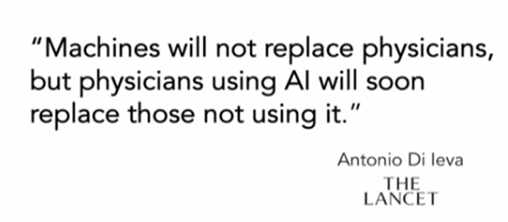 “Machines will not replace physicians,
but physicians using AI will soon
replace those not using it.”
Antonio Di Ieva
THE
LANCET